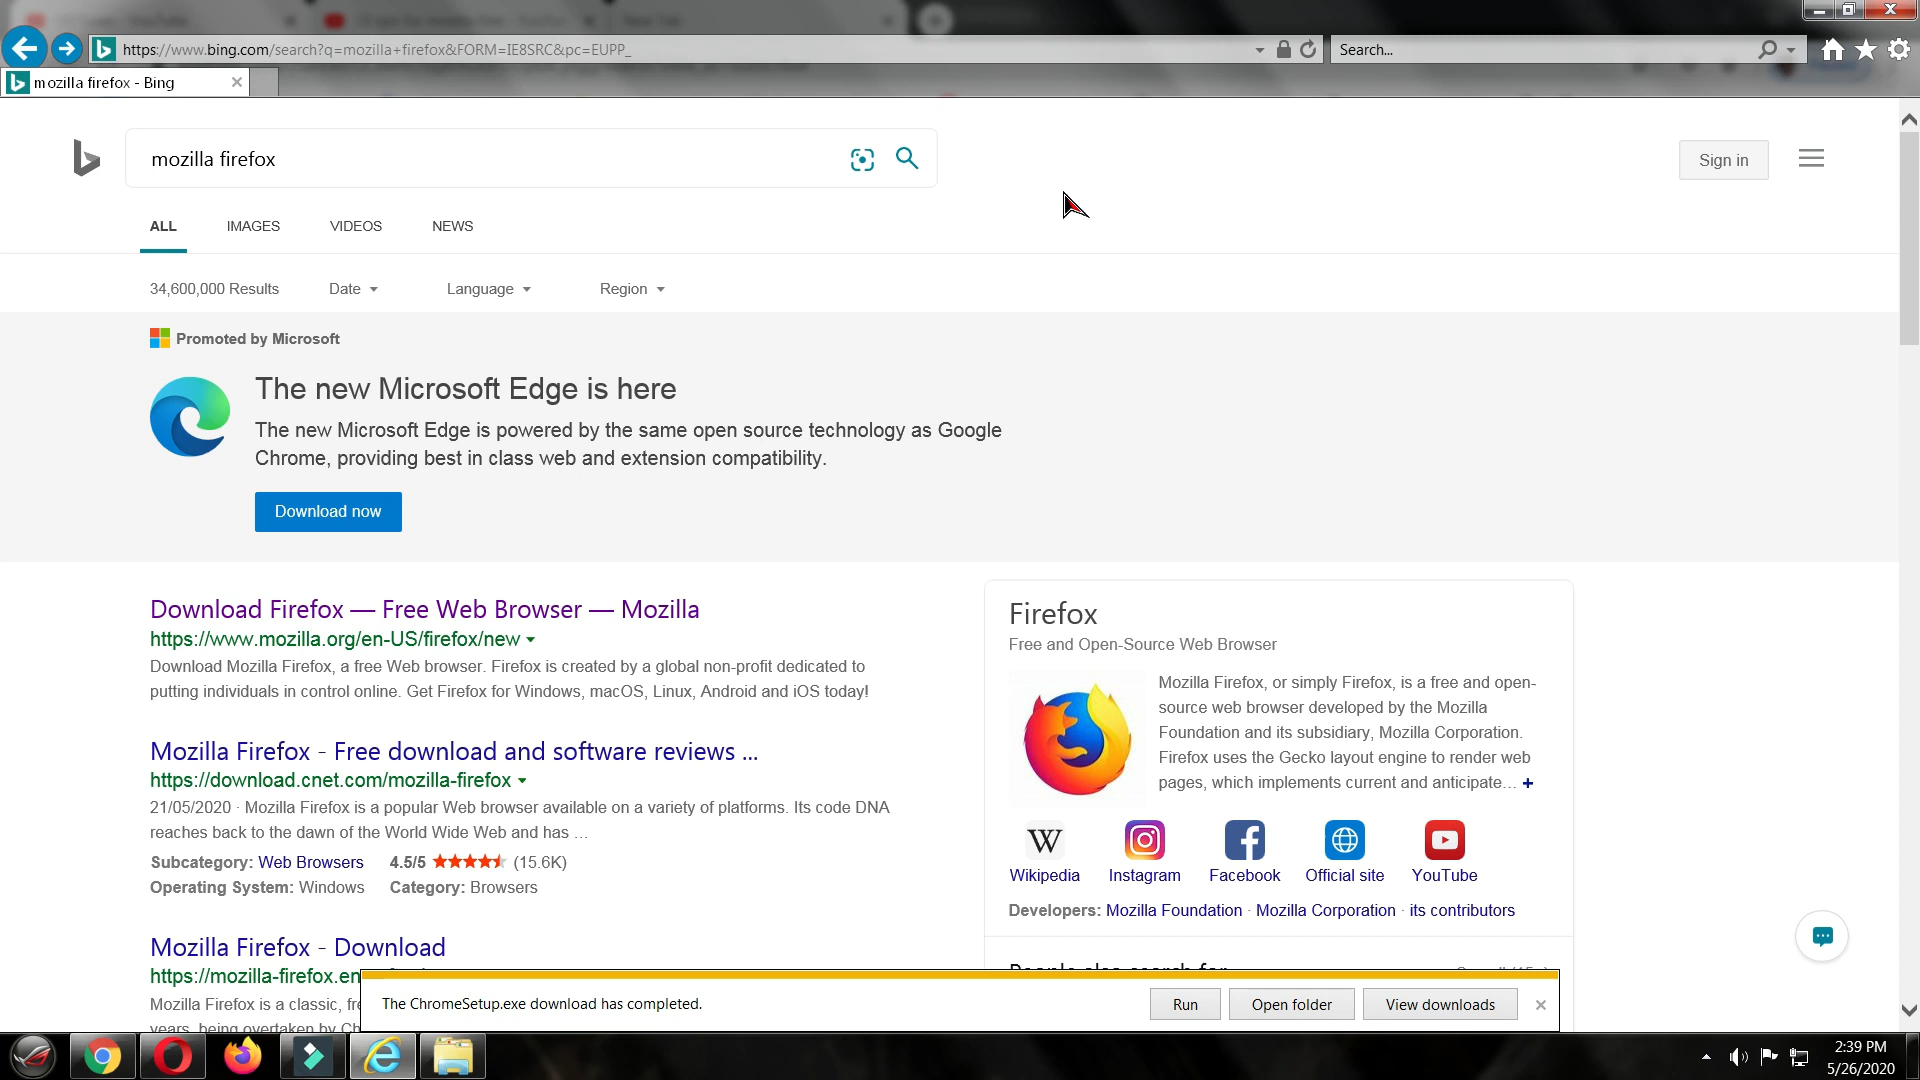 https://www.bing.com/search?q=mozilla+firefox&FORM=IE8SRC&pc=EUPP_
Search...
mozilla firefox - Bing
mozilla firefox
Sign in
ALL
IMAGES
VIDEOS
NEWS
34,600,000 Results
Date
Language
Region
Promoted by Microsoft
The new Microsoft Edge is here
The new Microsoft Edge is powered by the same open source technology as Google
Chrome, providing best in class web and extension compatibility.
Download now
Download Firefox — Free Web Browser — Mozilla
https://www.mozilla.org/en-US/firefox/new
Download Mozilla Firefox, a free Web browser. Firefox is created by a global non-profit dedicated to
putting individuals in control online. Get Firefox for Windows, macOS, Linux, Android and iOS today!
Mozilla Firefox - Free download and software reviews ...
https://download.cnet.com/mozilla-firefox
21/05/2020 · Mozilla Firefox is a popular Web browser available on a variety of platforms. Its code DNA
reaches back to the dawn of the World Wide Web and has ...
Subcategory: Web Browsers 4.5/5 (15.6K)
Operating System: Windows Category: Browsers
Mozilla Firefox - Download
https://mozilla-firefox.en
Mozilla Firefox is a classic,
years, being overtaken by
Firefox
Free and Open-Source Web Browser
Mozilla Firefox, or simply Firefox, is a free and open-
source web browser developed by the Mozilla
Foundation and its subsidiary, Mozilla Corporation.
Firefox uses the Gecko layout engine to render web
pages, which implements current and anticipate... +
W
Wikipedia
Instagram
Facebook
Official site
YouTube
Developers: Mozilla Foundation · Mozilla Corporation · its contributors
People also search for
The ChromeSetup.exe download has completed.
Run
Open folder
View downloads
2:39 PM
5/26/2020